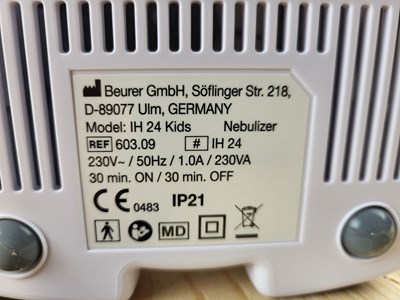 Beurer GmbH, Söflinger Str. 218,
D-89077 Ulm, GERMANY
Model: IH 24 Kids Nebulizer
REF 603.09 # IH 24
230V~ / 50Hz / 1.0A / 230VA
30 min. ON / 30 min. OFF
CE 0483 IP21
MD